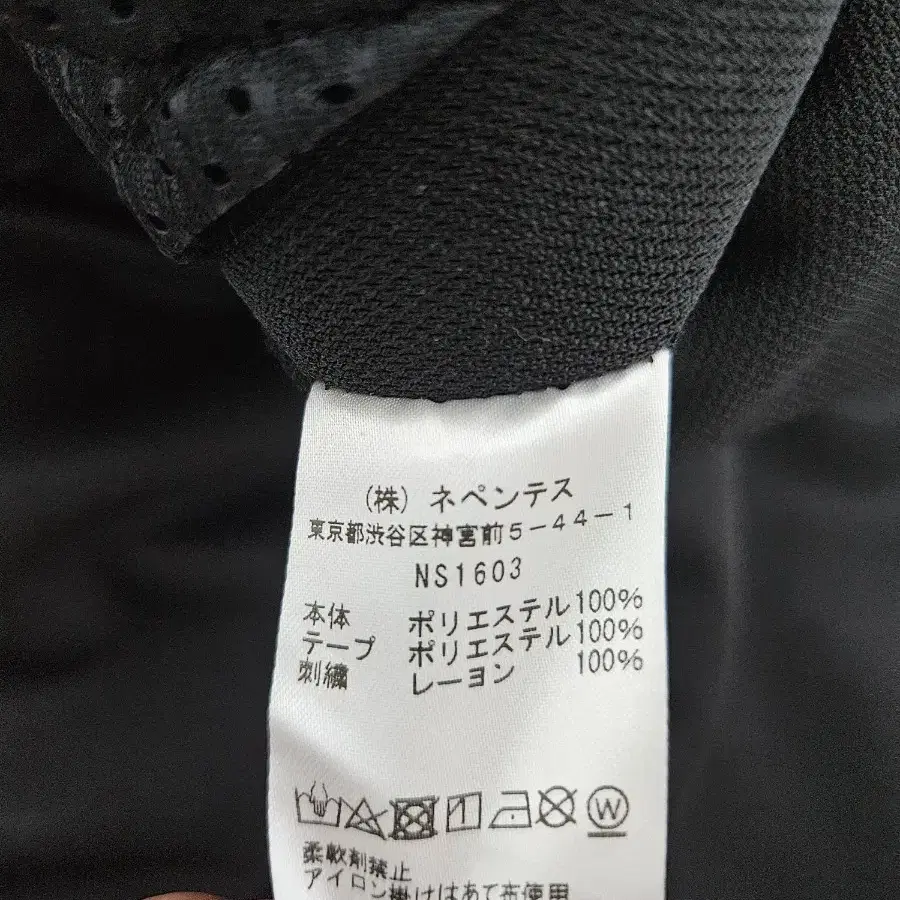 (株) ネペンテス
東京都渋谷区神宮前5-44-1
NS1603
本体 ポリエステル100%
テープ ポリエステル100%
刺繍 レーヨン 100%
W
柔軟剤禁止
アイロン掛けはあて布使用